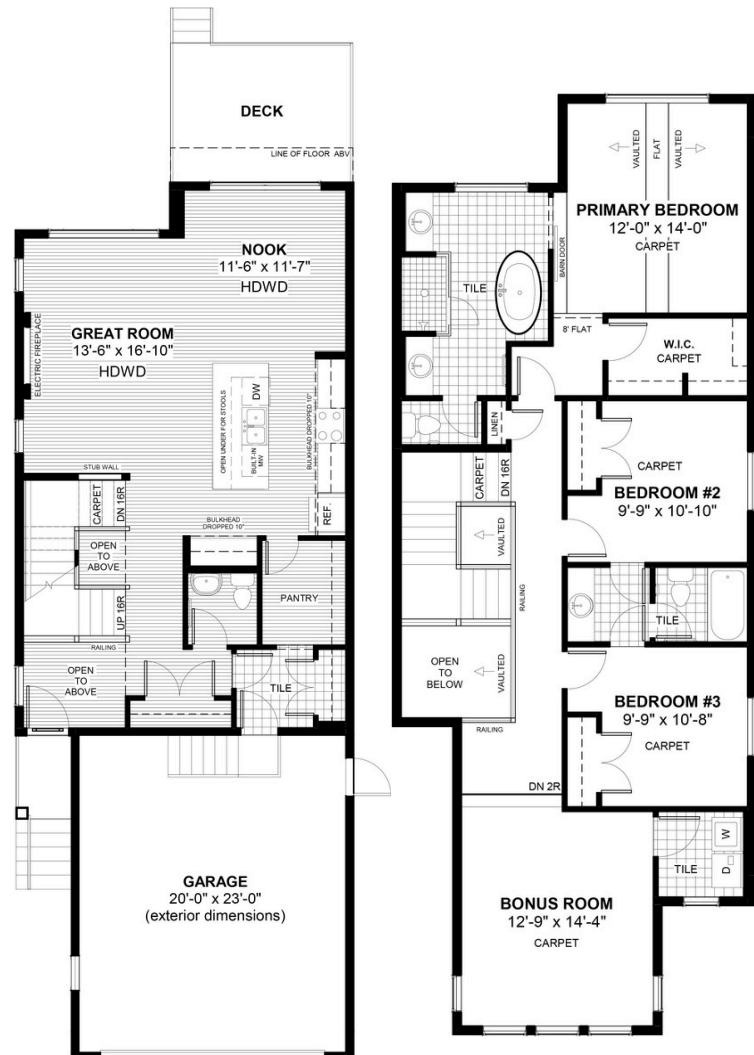 DECK
LINE OF FLOOR ABV
NOOK
11'-6" x 11'-7"
HDWD
GREAT ROOM
13'-6" x 16'-10"
HDWD
ELECTRIC FIREPLACE
OPEN UNDER FOR STOOLS
DW
BUILT-IN
MW
BULKHEAD DROPPED 10"
REF.
STUB WALL
CARPET
DN 16R
OPEN
TO
ABOVE
UP 16R
RAILING
BULKHEAD
DROPPED 10"
PANTRY
OPEN
TO
ABOVE
TILE
GARAGE
20'-0" x 23'-0"
(exterior dimensions)
VAULTED
FLAT
VAULTED
PRIMARY BEDROOM
12'-0" x 14'-0"
CARPET
TILE
BARN DOOR
8' FLAT
W.I.C.
CARPET
LINEN
CARPET
DN 16R
CARPET
BEDROOM #2
9'-9" x 10'-10"
VAULTED
RAILING
TILE
OPEN
TO
BELOW
VAULTED
RAILING
BEDROOM #3
9'-9" x 10'-8"
CARPET
DN 2R
W
D
TILE
BONUS ROOM
12'-9" x 14'-4"
CARPET